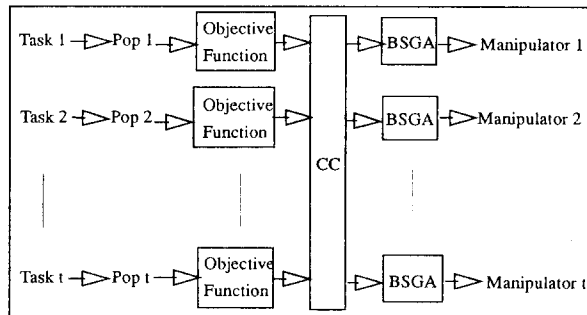 Task 1 Pop 1 Objective Function BSGA Manipulator 1
Task 2 Pop 2 Objective Function BSGA Manipulator 2
CC
Task t Pop t Objective Function BSGA Manipulator t